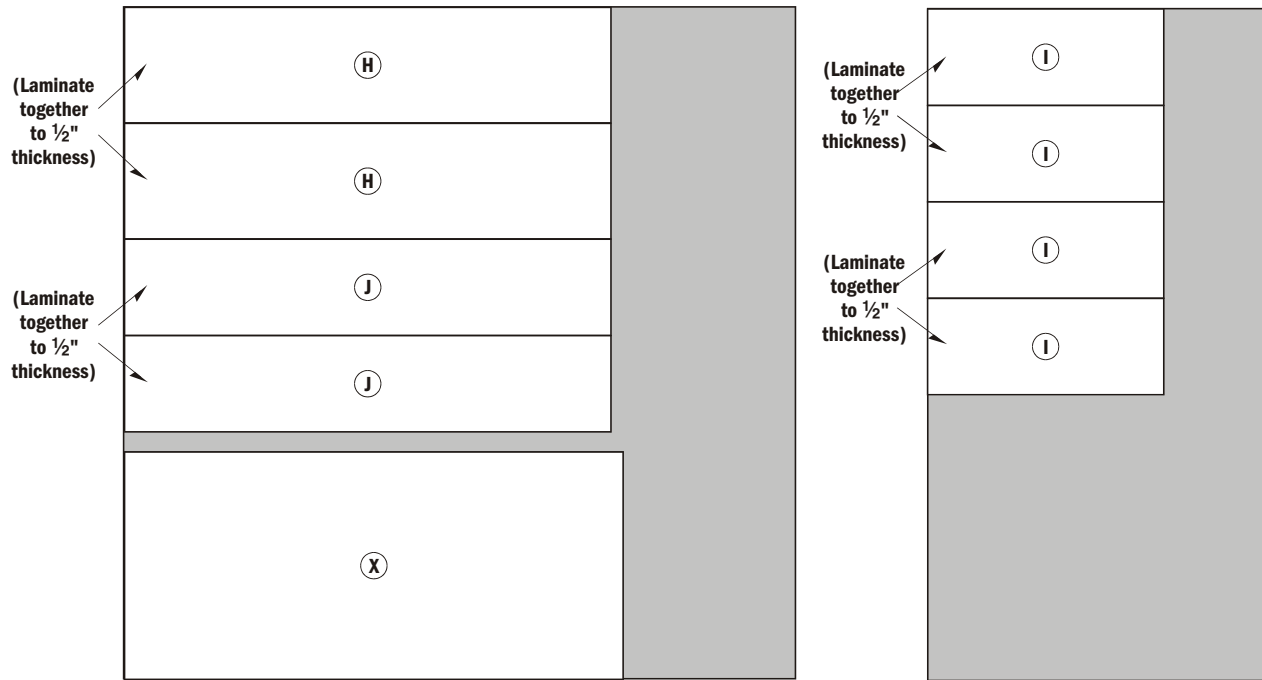 (Laminate
together
to ½"
thickness)
H
H
(Laminate
together
to ½"
thickness)
J
J
X
(Laminate
together
to ½"
thickness)
I
I
(Laminate
together
to ½"
thickness)
I
I